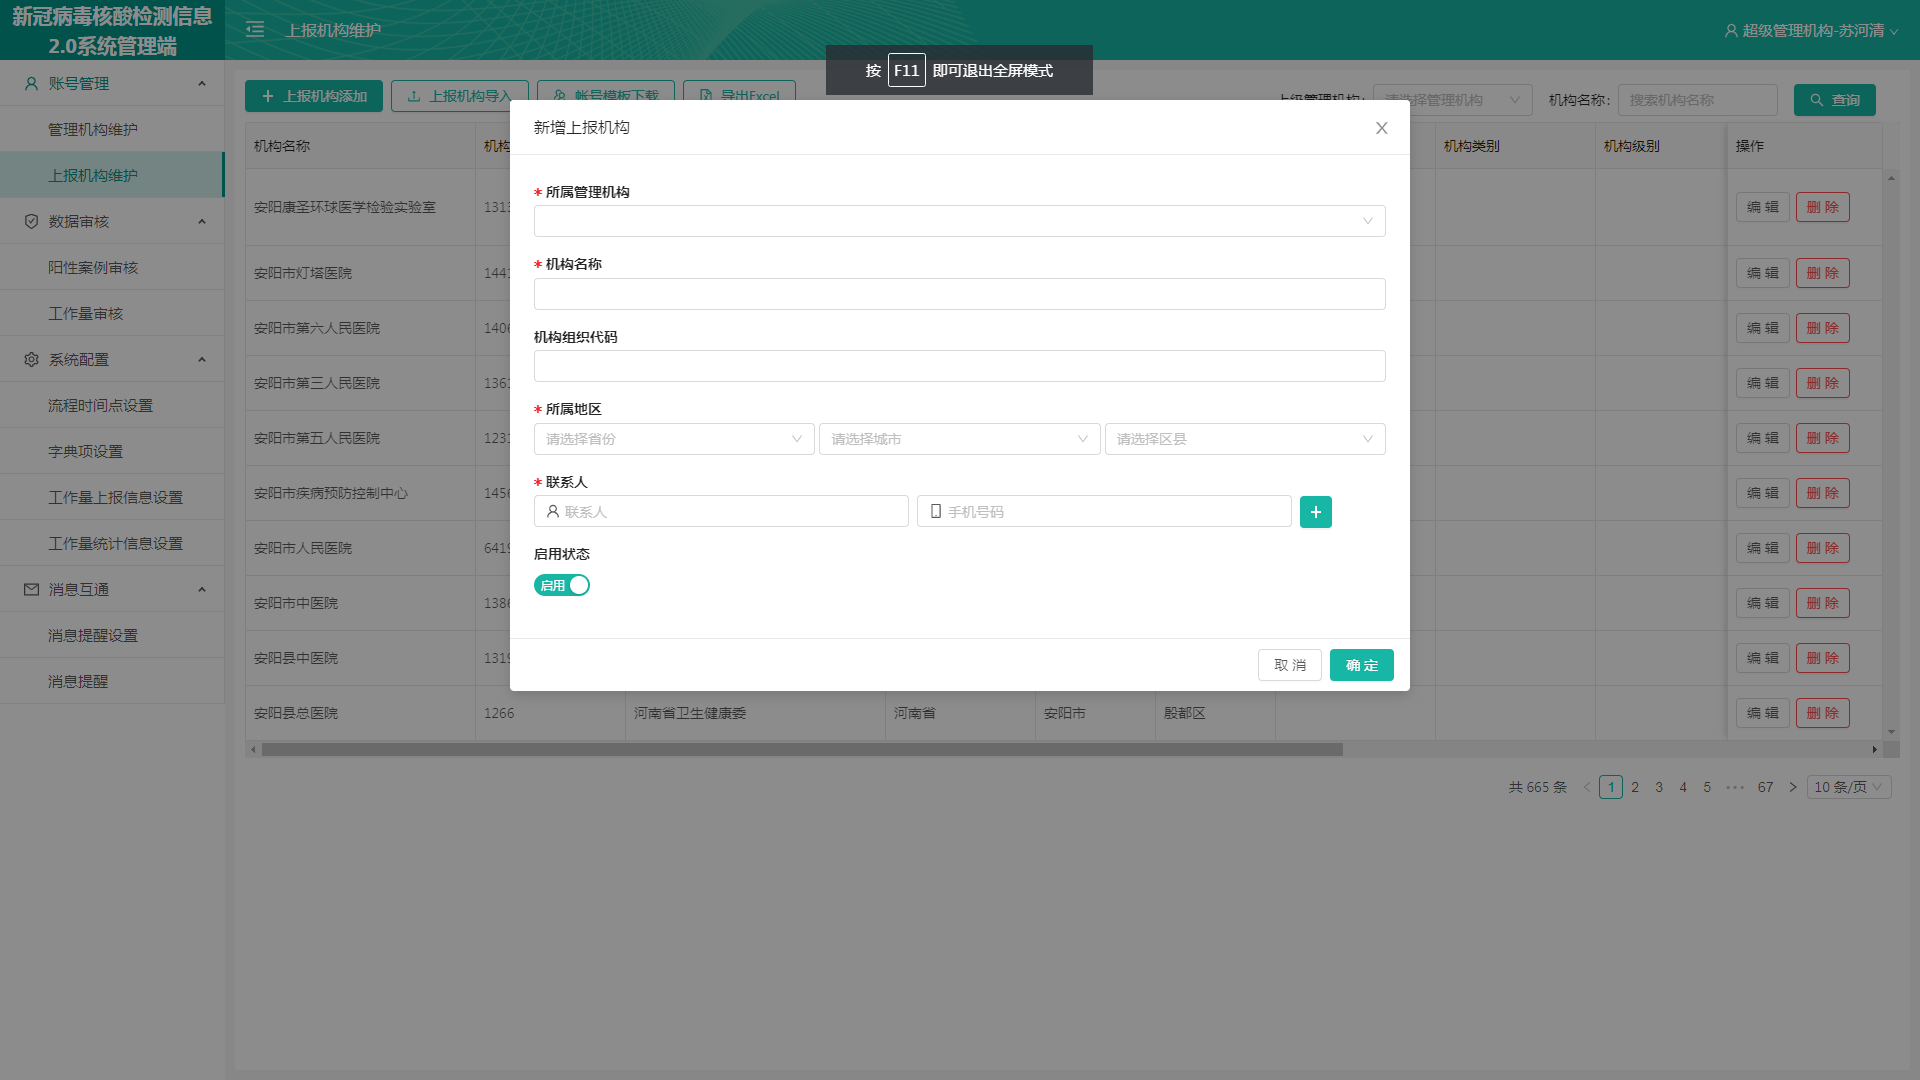 新冠病毒核酸检测信息
2.0系统管理端
上报机构维护
超级管理机构-苏河清
按 F11 即可退出全屏模式
账号管理
管理机构维护
上报机构维护
数据审核
阳性案例审核
工作量审核
系统配置
流程时间点设置
字典项设置
工作量上报信息设置
工作量统计信息设置
消息互通
消息提醒设置
消息提醒
上报机构添加
上报机构导入
帐号模板下载
导出Excel
上级管理机构：
请选择管理机构
机构名称：
搜索机构名称
查询
机构名称 机构 机构类别 机构级别 操作
安阳康圣环球医学检验实验室 1313 编 辑 删 除
安阳市灯塔医院 1441 编 辑 删 除
安阳市第六人民医院 1406 编 辑 删 除
安阳市第三人民医院 1361 编 辑 删 除
安阳市第五人民医院 1231 编 辑 删 除
安阳市疾病预防控制中心 1456 编 辑 删 除
安阳市人民医院 6419 编 辑 删 除
安阳市中医院 1386 编 辑 删 除
安阳县中医院 1319 编 辑 删 除
安阳县总医院 1266 河南省卫生健康委 河南省 安阳市 殷都区 编 辑 删 除
共 665 条 1 2 3 4 5 ••• 67 10 条/页
新增上报机构
* 所属管理机构
* 机构名称
机构组织代码
* 所属地区
请选择省份 请选择城市 请选择区县
* 联系人
联系人 手机号码
启用状态
启用
取 消 确 定